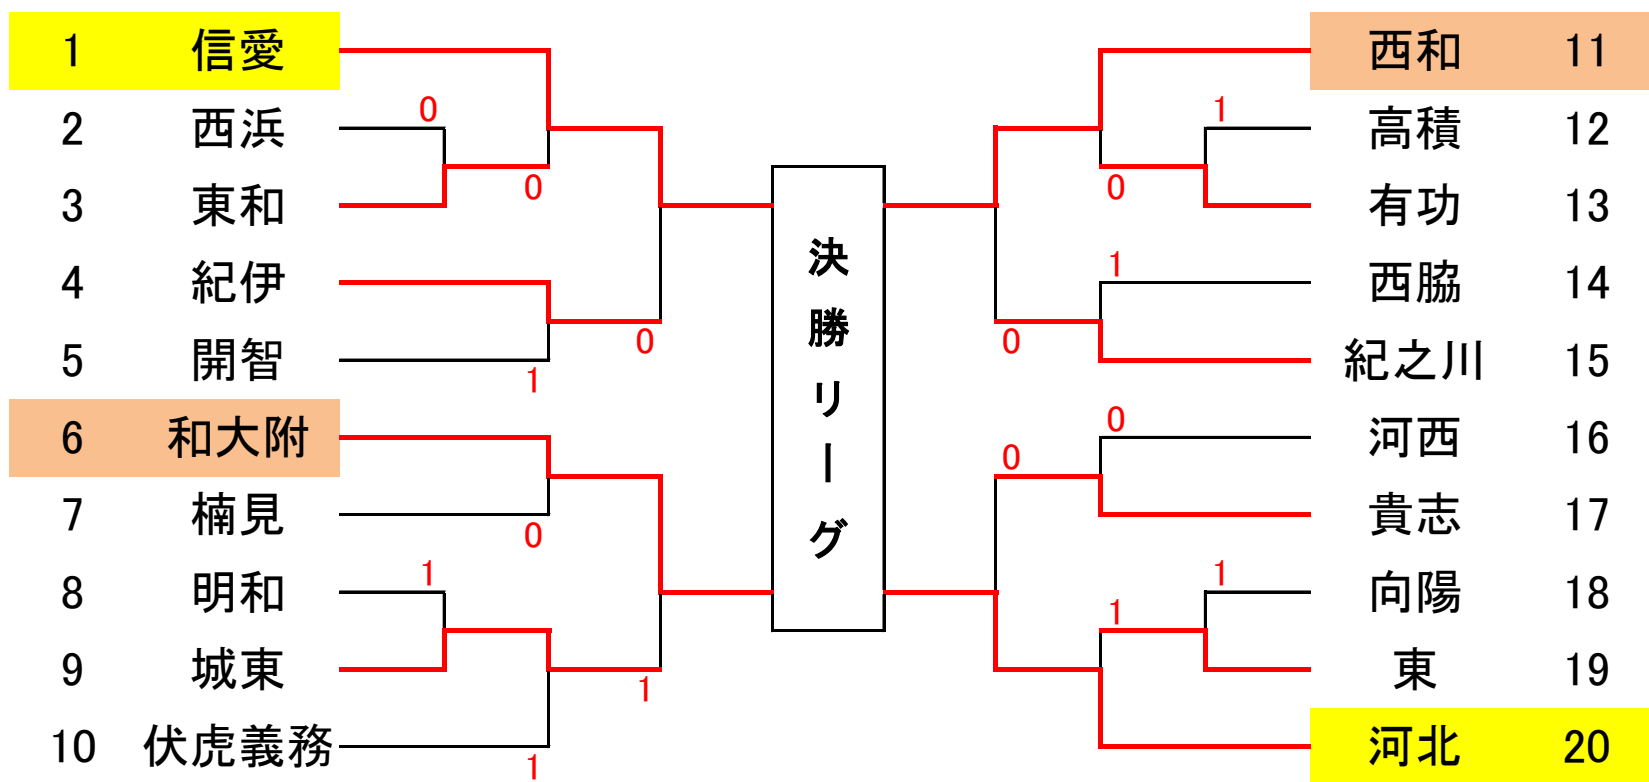 1 信愛
2 西浜
3 東和
4 紀伊
5 開智
6 和大附
7 楠見
8 明和
9 城東
10 伏虎義務
0
0
0
1
0
1
1
1
決勝リーグ
1
0
1
0
0
0
1
1
西和 11
高積 12
有功 13
西脇 14
紀之川 15
河西 16
貴志 17
向陽 18
東 19
河北 20